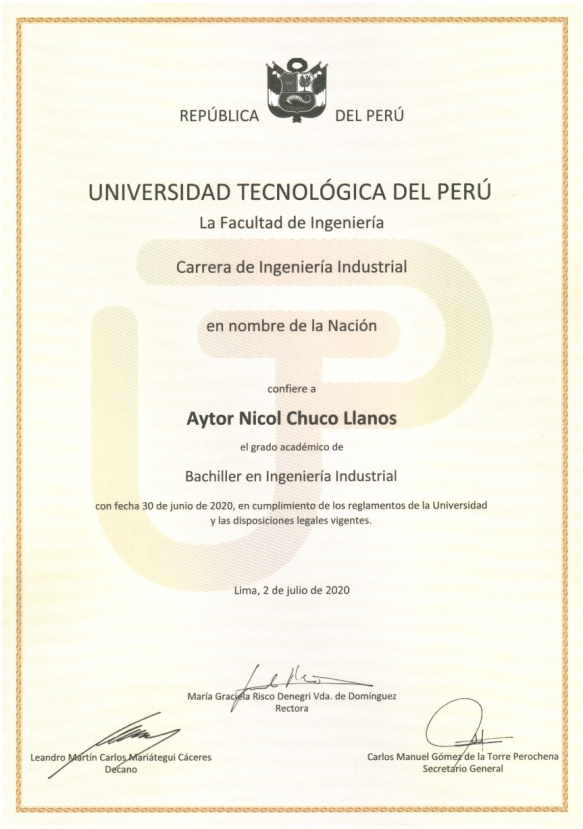 REPÚBLICA DEL PERÚ
UNIVERSIDAD TECNOLÓGICA DEL PERÚ
La Facultad de Ingeniería
Carrera de Ingeniería Industrial
en nombre de la Nación
confiere a
Aytor Nicol Chuco Llanos
el grado académico de
Bachiller en Ingeniería Industrial
con fecha 30 de junio de 2020, en cumplimiento de los reglamentos de la Universidad
y las disposiciones legales vigentes.
Lima, 2 de julio de 2020
María Graciela Risco Denegri Vda. de Domínguez
Rectora
Leandro Martín Carlos Mariátegui Cáceres
Decano
Carlos Manuel Gómez de la Torre Perochena
Secretario General